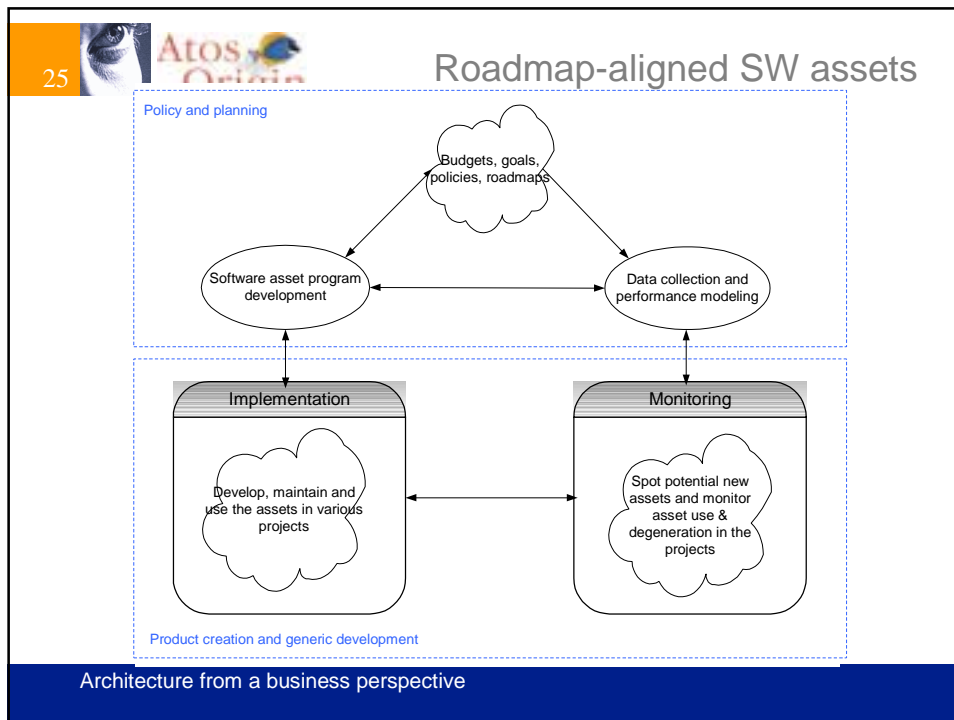 25
Atos
Origin
Roadmap-aligned SW assets
Policy and planning
Budgets, goals,
policies, roadmaps
Software asset program
development
Data collection and
performance modeling
Implementation
Monitoring
Develop, maintain and
use the assets in various
projects
Spot potential new
assets and monitor
asset use &
degeneration in the
projects
Product creation and generic development
Architecture from a business perspective